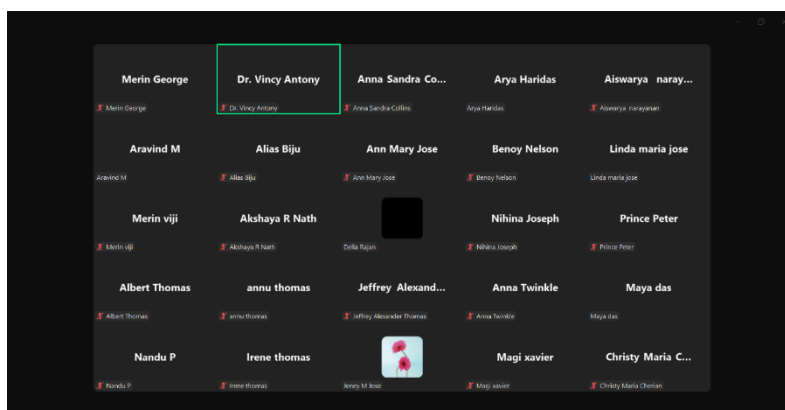 Merin George
Merin George
Dr. Vincy Antony
Dr. Vincy Antony
Anna Sandra Co...
Anna Sandra Collins
Arya Haridas
Arya Haridas
Aiswarya naray...
Aiswarya narayanan
Aravind M
Aravind M
Alias Biju
Alias Biju
Ann Mary Jose
Ann Mary Jose
Benoy Nelson
Benoy Nelson
Linda maria jose
Linda maria jose
Merin viji
Merin viji
Akshaya R Nath
Akshaya R Nath
Delia Rajan
Nihina Joseph
Nihina Joseph
Prince Peter
Prince Peter
Albert Thomas
Albert Thomas
annu thomas
annu thomas
Jeffrey Alexand...
Jeffrey Alexander Thomas
Anna Twinkle
Anna Twinkle
Maya das
Maya das
Nandu P
Nandu P
Irene thomas
Irene thomas
Jeney M Jose
Magi xavier
Magi xavier
Christy Maria C...
Christy Maria Cherian